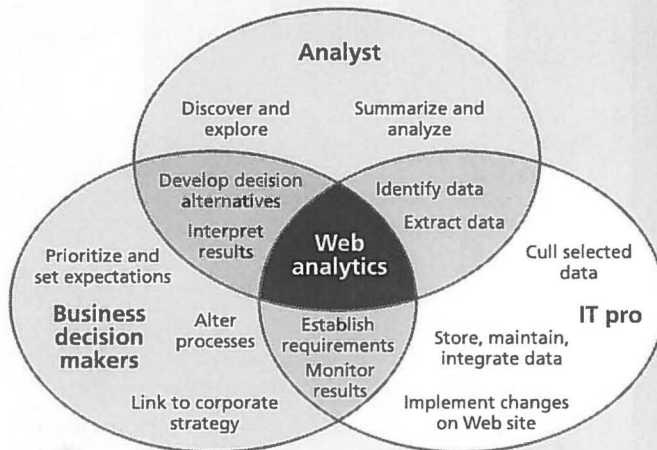 Analyst
Discover and
explore
Summarize and
analyze
Develop decision
alternatives
Interpret
results
Identify data
Extract data
Web
analytics
Prioritize and
set expectations
Business
decision
makers
Alter
processes
Link to corporate
strategy
Establish
requirements
Monitor
results
Cull selected
data
IT pro
Store, maintain,
integrate data
Implement changes
on Web site